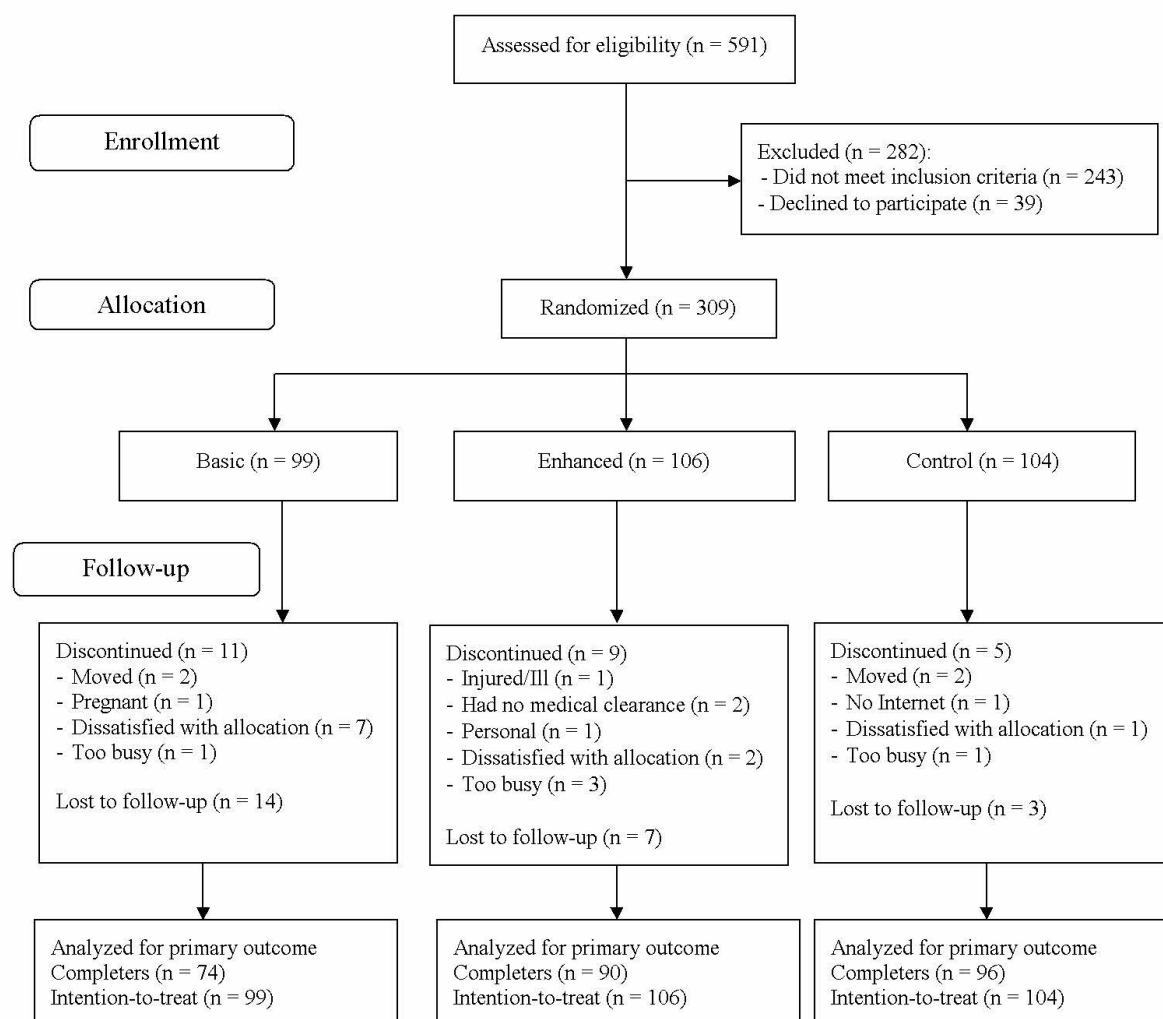 Assessed for eligibility (n = 591)
Enrollment
Excluded (n = 282):
- Did not meet inclusion criteria (n = 243)
- Declined to participate (n = 39)
Allocation
Randomized (n = 309)
Basic (n = 99)
Enhanced (n = 106)
Control (n = 104)
Follow-up
Discontinued (n = 11)
- Moved (n = 2)
- Pregnant (n = 1)
- Dissatisfied with allocation (n = 7)
- Too busy (n = 1)
Lost to follow-up (n = 14)
Discontinued (n = 9)
- Injured/Ill (n = 1)
- Had no medical clearance (n = 2)
- Personal (n = 1)
- Dissatisfied with allocation (n = 2)
- Too busy (n = 3)
Lost to follow-up (n = 7)
Discontinued (n = 5)
- Moved (n = 2)
- No Internet (n = 1)
- Dissatisfied with allocation (n = 1)
- Too busy (n = 1)
Lost to follow-up (n = 3)
Analyzed for primary outcome
Completers (n = 74)
Intention-to-treat (n = 99)
Analyzed for primary outcome
Completers (n = 90)
Intention-to-treat (n = 106)
Analyzed for primary outcome
Completers (n = 96)
Intention-to-treat (n = 104)